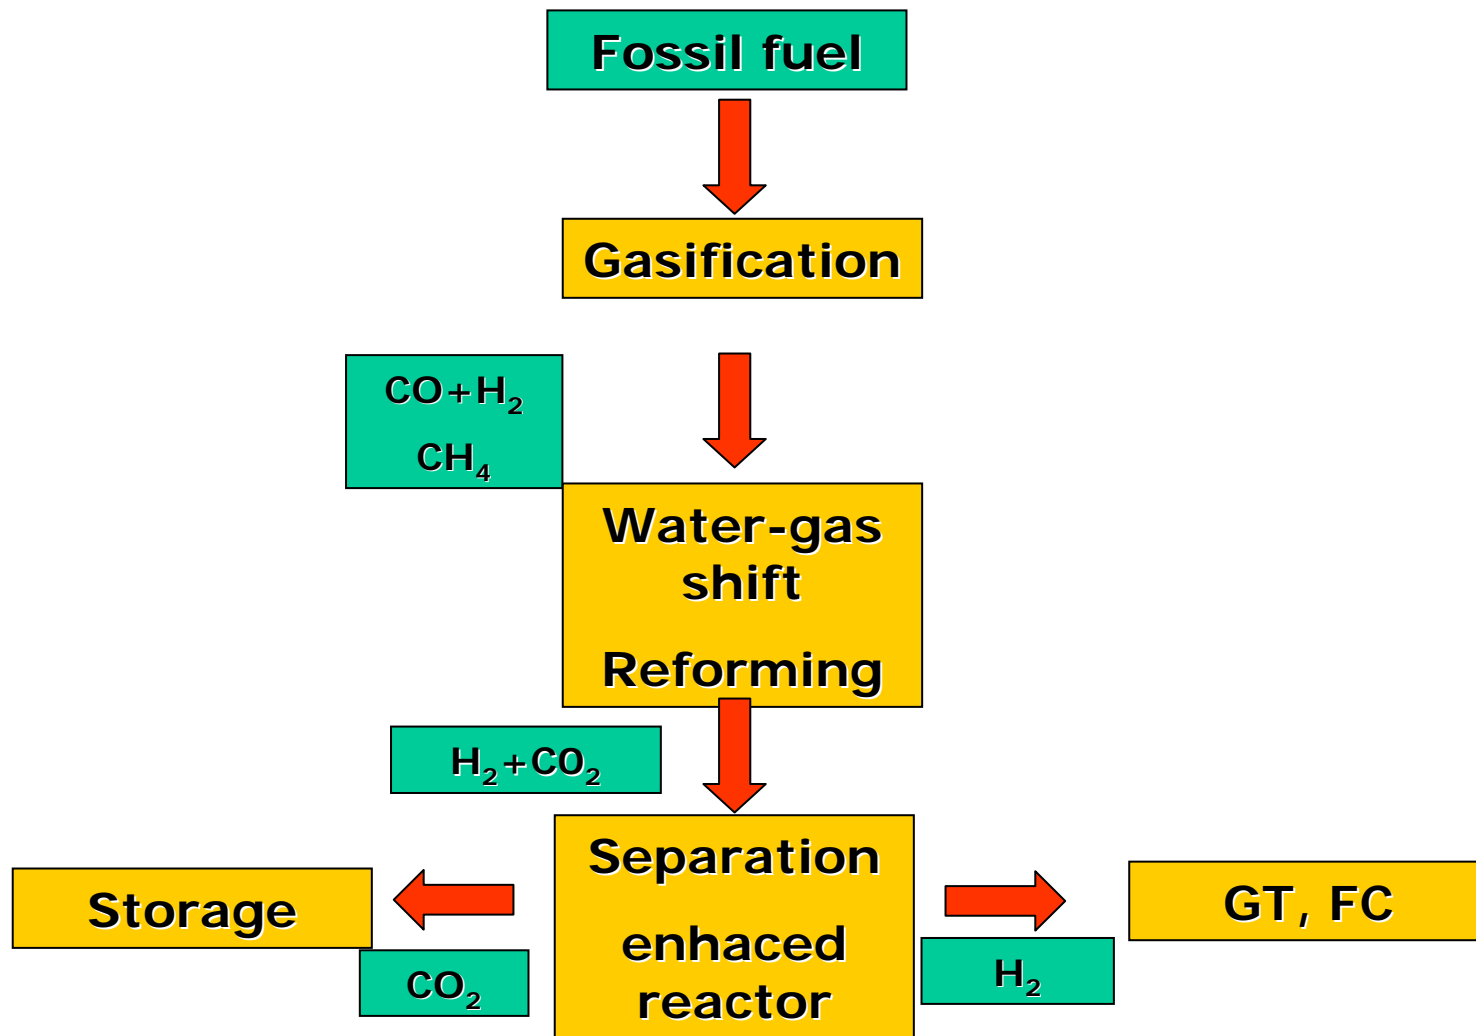 Fossil fuel
Gasification
CO+H₂
CH₄
Water-gas
shift
Reforming
H₂+CO₂
Separation
enhaced
reactor
Storage
CO₂
H₂
GT, FC